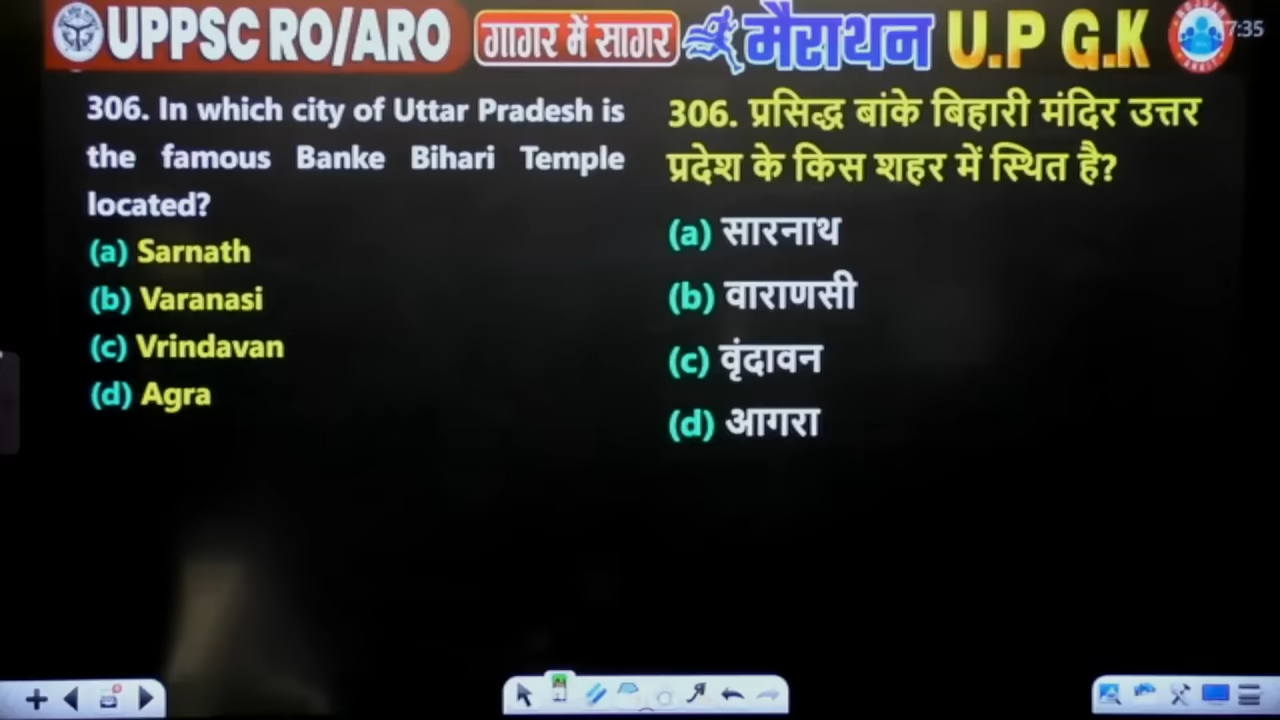 UPPSC RO/ARO गागर में सागर मैराथन U.P G.K 7:35
306. In which city of Uttar Pradesh is
the famous Banke Bihari Temple
located?
(a) Sarnath
(b) Varanasi
(c) Vrindavan
(d) Agra
306. प्रसिद्ध बांके बिहारी मंदिर उत्तर
प्रदेश के किस शहर में स्थित है?
(a) सारनाथ
(b) वाराणसी
(c) वृंदावन
(d) आगरा